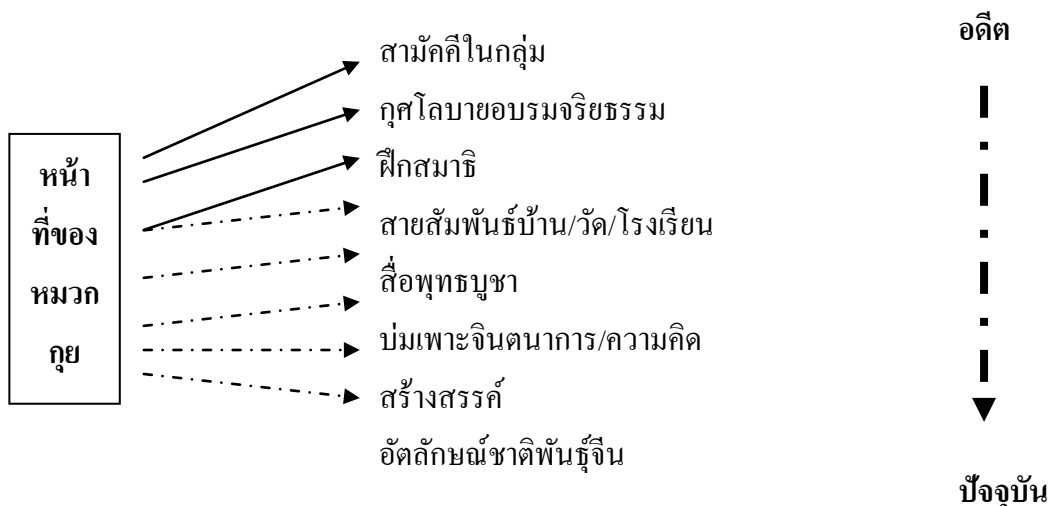 อดีต
สามัคคีในกลุ่ม
กุศโลบายอบรมจริยธรรม
ฝึกสมาธิ
สายสัมพันธ์บ้าน/วัด/โรงเรียน
สื่อพุทธบูชา
บ่มเพาะจินตนาการ/ความคิด
สร้างสรรค์
อัตลักษณ์ชาติพันธุ์จีน
หน้า
ที่ของ
หมวก
กุย
ปัจจุบัน